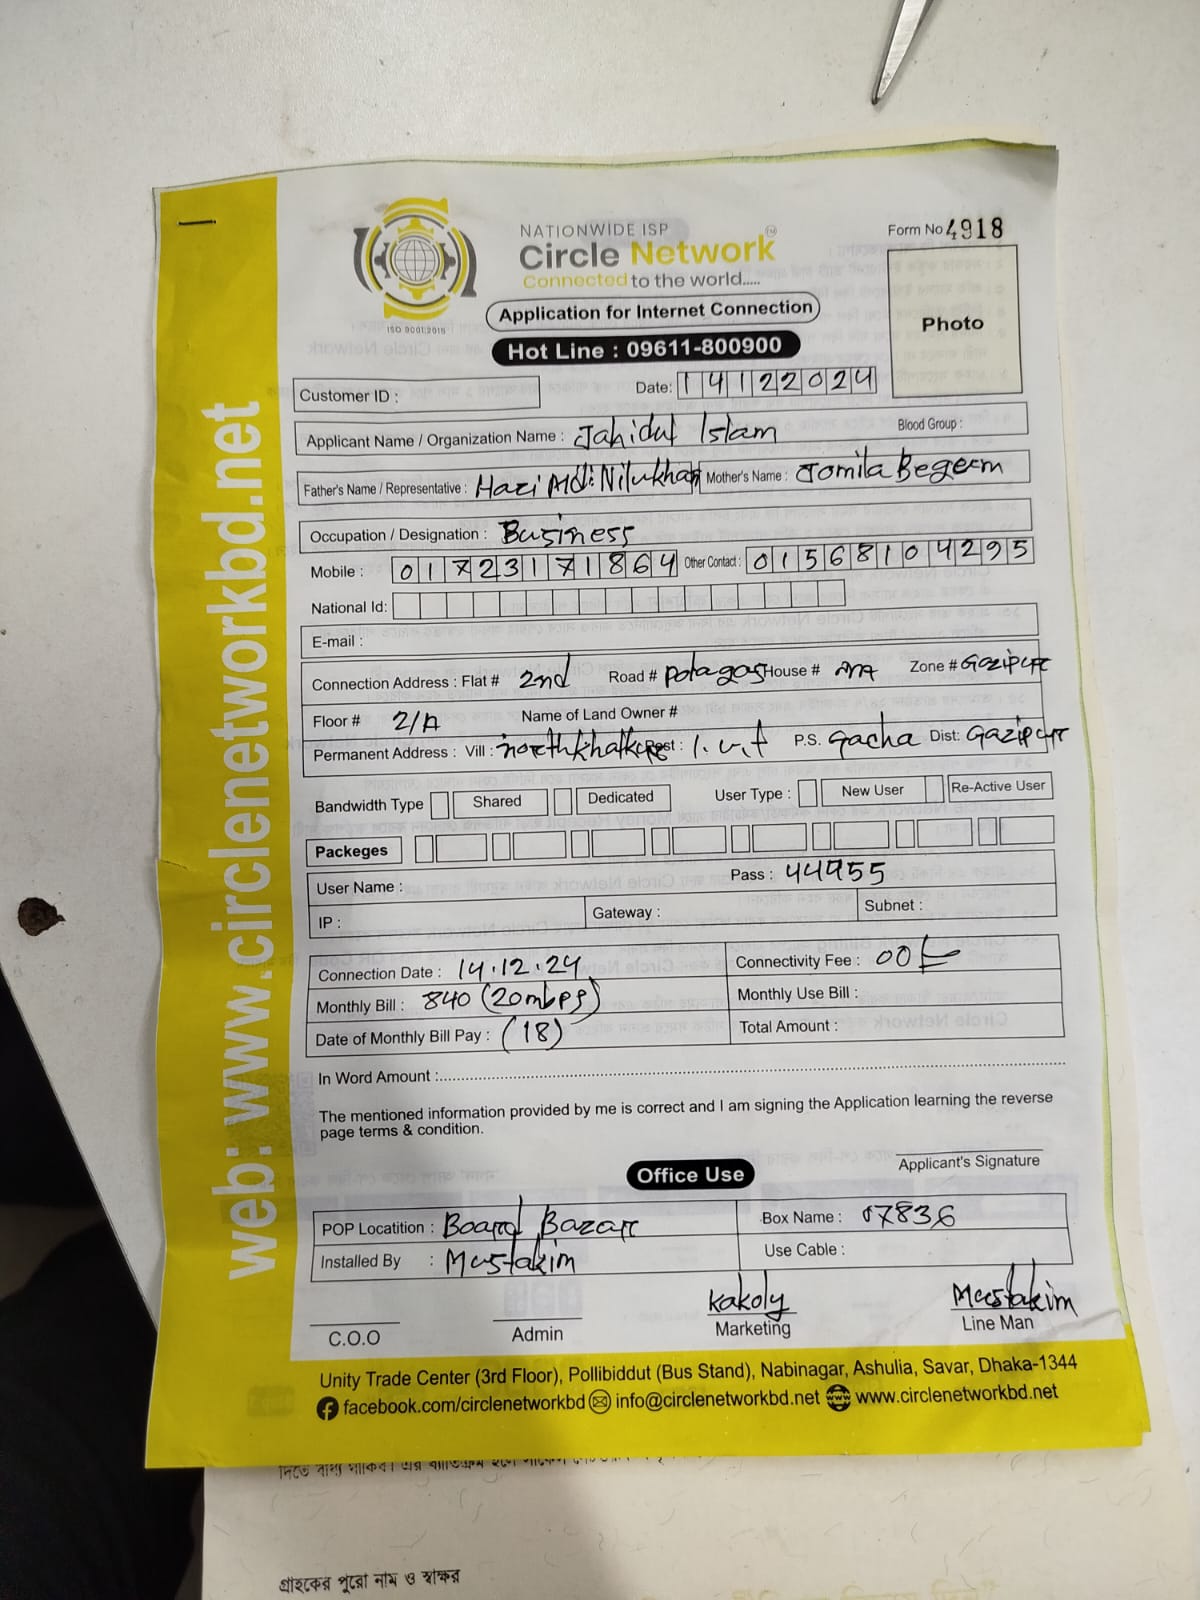 NATIONWIDE ISP
Circle Network
Connected to the world.....
ISO 9001:2015
Form No 4918
Photo
Application for Internet Connection
Hot Line : 09611-800900
Customer ID :
Date: 14122024
Applicant Name / Organization Name : Jahidul Islam Blood Group :
Father's Name / Representative : Hazi Md: Nilukhan Mother's Name : Jomila Begerm
Occupation / Designation : Business
Mobile : 01723171864 Other Contact : 01568104295
National Id:
E-mail :
Connection Address : Flat # 2nd Road # Potagas House # Zone # Gazipur
Floor # 2/A Name of Land Owner #
Permanent Address : Vill : Post : P.S. gacha Dist: Gazipur
Bandwidth Type Shared Dedicated User Type : New User Re-Active User
Packeges
User Name : Pass : 44955
IP : Gateway : Subnet :
Connection Date : 14.12.24 Connectivity Fee : 00
Monthly Bill : 840 (20mbps) Monthly Use Bill :
Date of Monthly Bill Pay : (18) Total Amount :
In Word Amount :
The mentioned information provided by me is correct and I am signing the Application learning the reverse
page terms & condition.
Applicant's Signature
Office Use
POP Locatition : Board Bazar Box Name : 07836
Installed By : Mustakim Use Cable :
kakoly Mustakim
C.O.O Admin Marketing Line Man
Unity Trade Center (3rd Floor), Pollibiddut (Bus Stand), Nabinagar, Ashulia, Savar, Dhaka-1344
facebook.com/circlenetworkbd info@circlenetworkbd.net www.circlenetworkbd.net
web: www.circlenetworkbd.net
গ্রাহকের পুরো নাম ও স্বাক্ষর